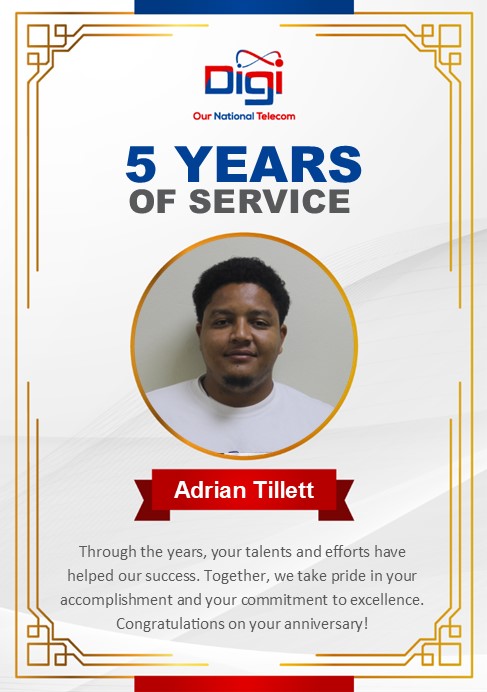 Digi
Our National Telecom
5 YEARS
OF SERVICE
Adrian Tillett
Through the years, your talents and efforts have
helped our success. Together, we take pride in your
accomplishment and your commitment to excellence.
Congratulations on your anniversary!